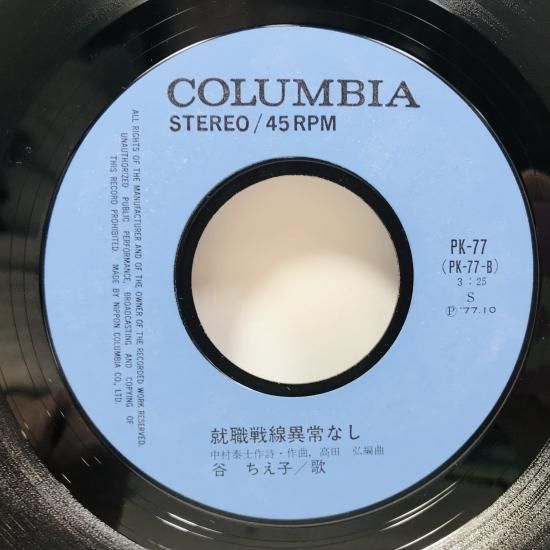 COLUMBIA
STEREO/45RPM
ALL RIGHTS OF THE MANUFACTURER AND OF THE OWNER OF THE RECORDED WORK RESERVED.
UNAUTHORIZED PUBLIC PERFORMANCE, BROADCASTING AND COPYING OF
THIS RECORD PROHIBITED. MADE BY NIPPON COLUMBIA CO., LTD.
PK-77
(PK-77-B)
3:25
S
Ⓟ'77.10
就職戦線異常なし
中村泰士作詩・作曲, 高田 弘編曲
谷 ちえ子/歌